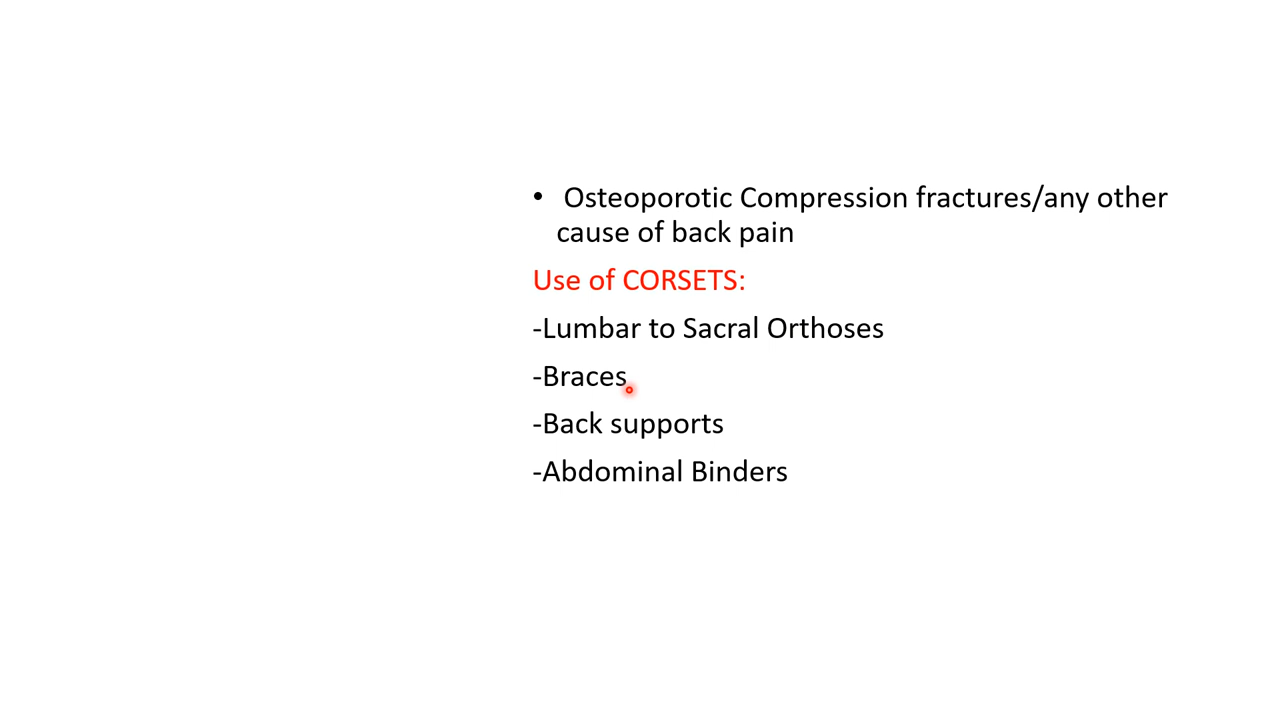 • Osteoporotic Compression fractures/any other
cause of back pain
Use of CORSETS:
-Lumbar to Sacral Orthoses
-Braces
-Back supports
-Abdominal Binders